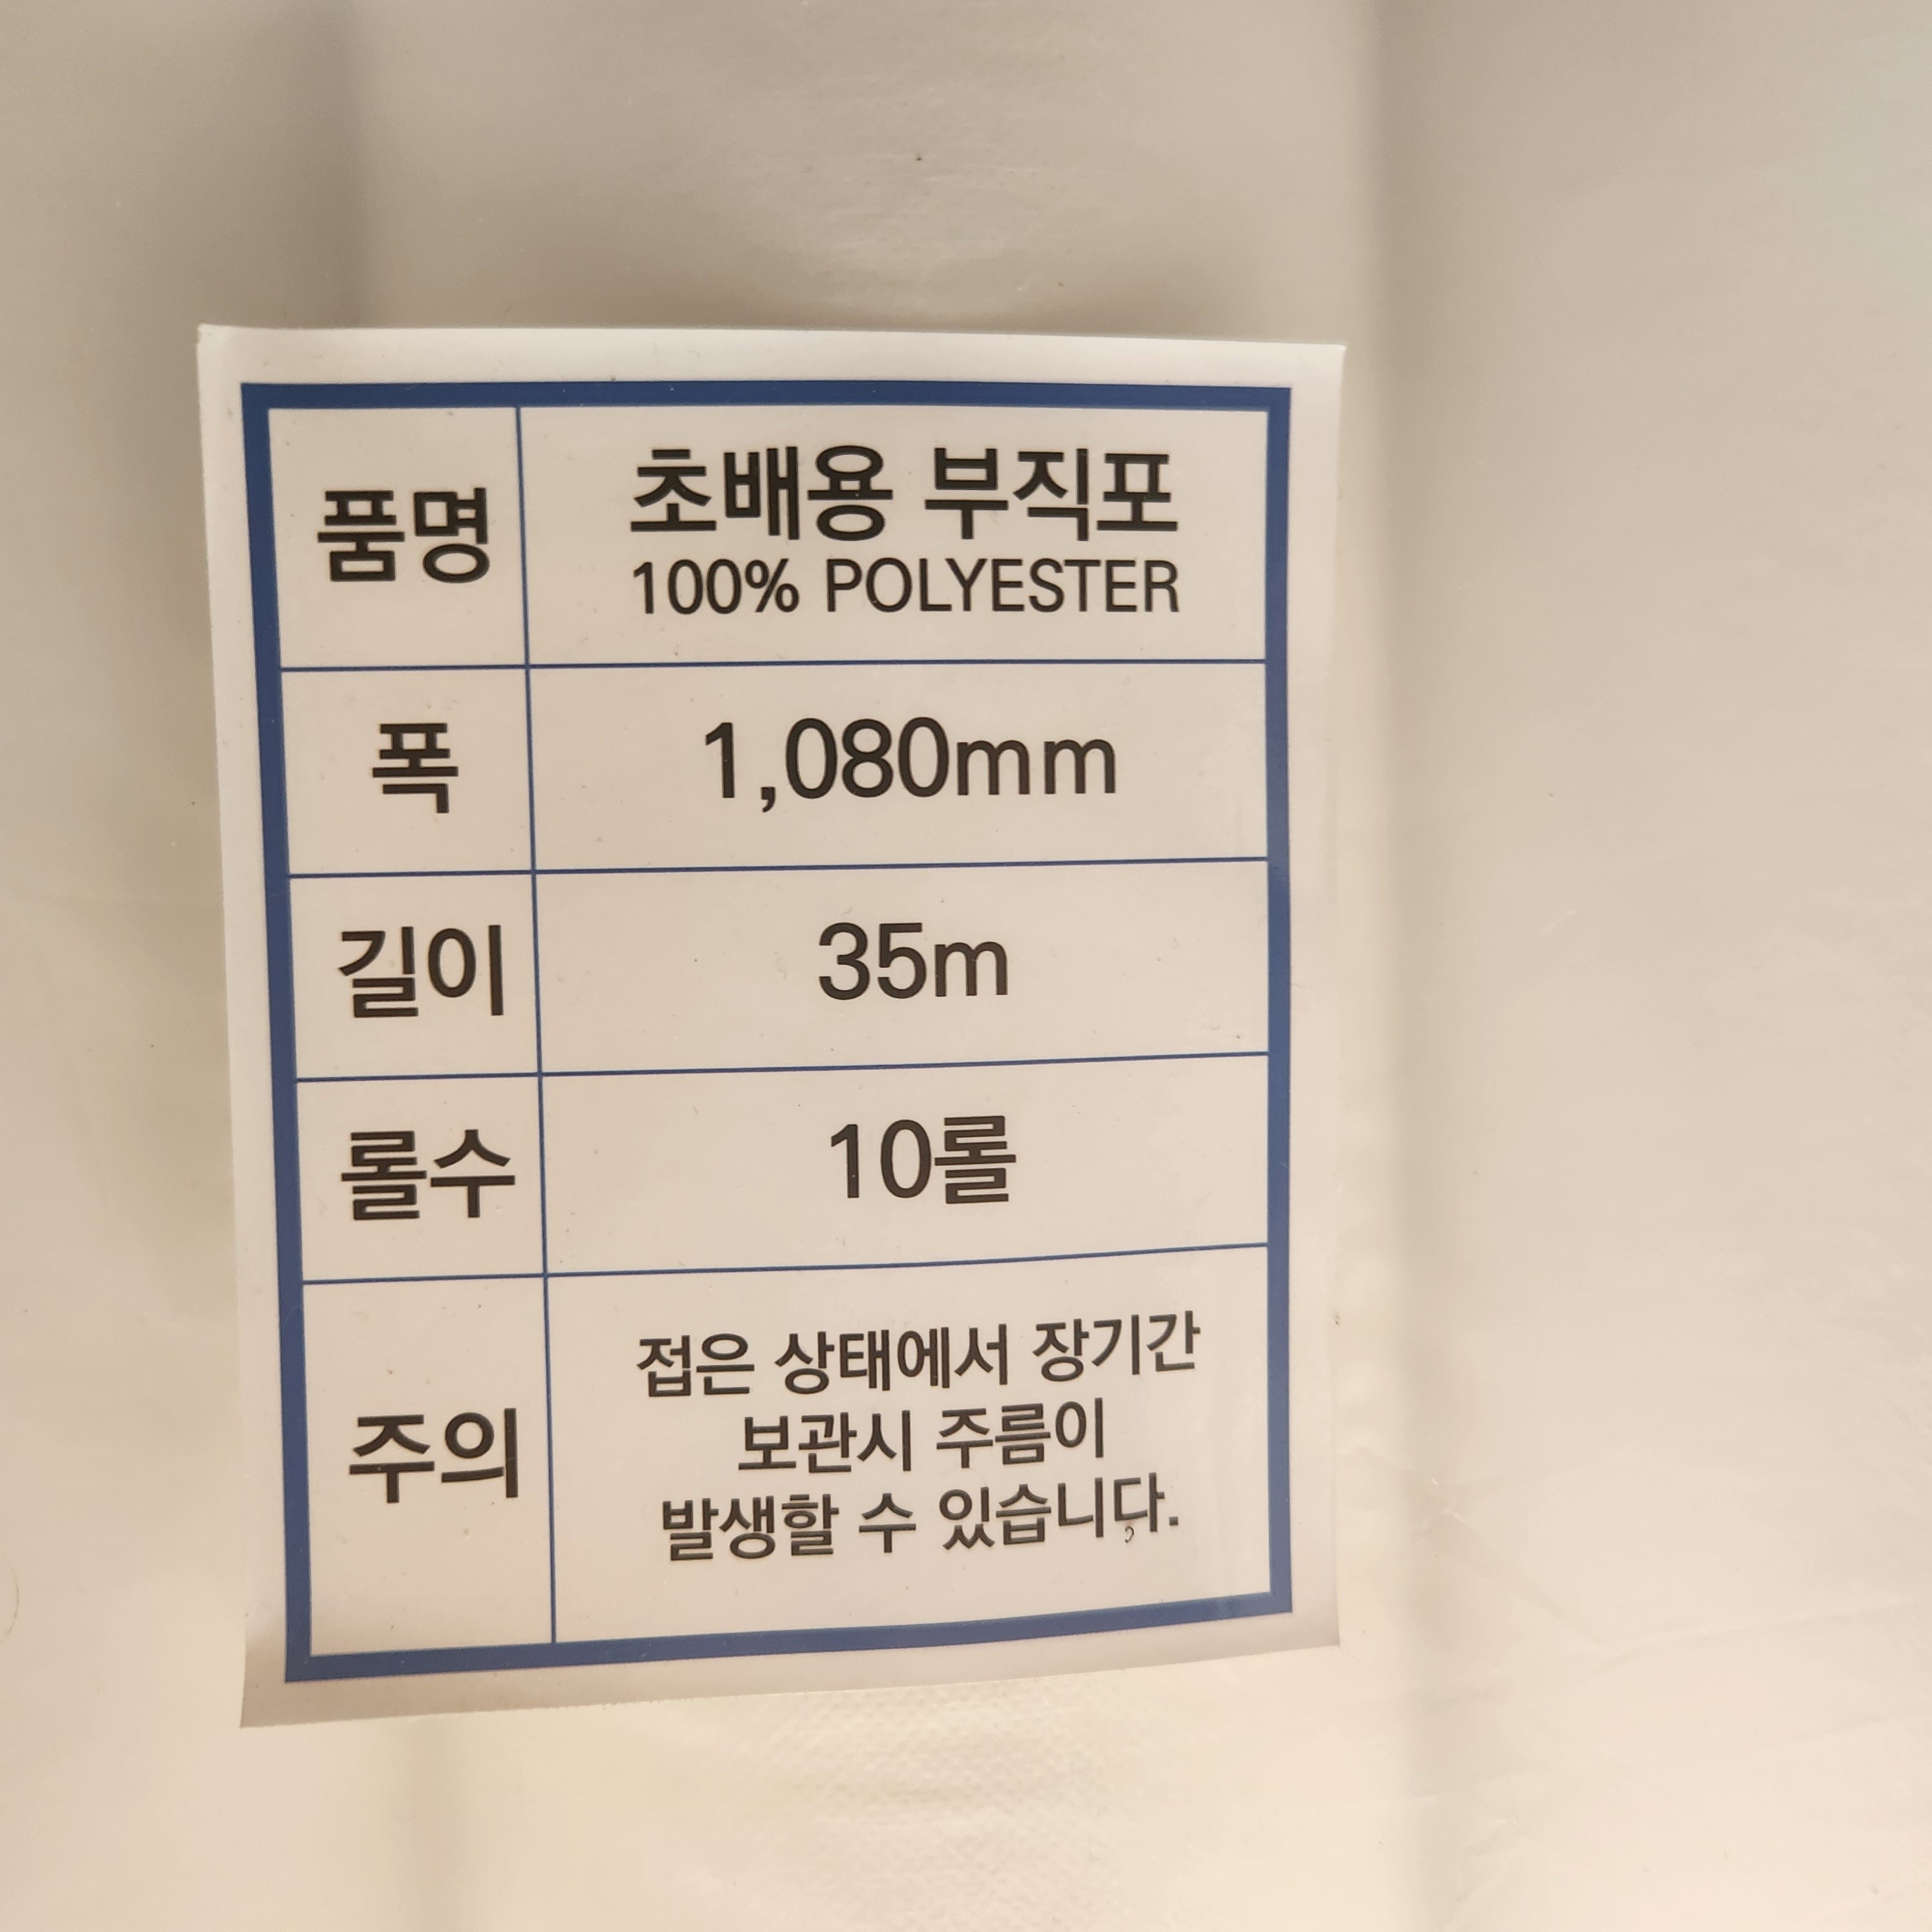 품명
초배용 부직포
100% POLYESTER
폭
1,080mm
길이
35m
롤수
10롤
주의
접은 상태에서 장기간
보관시 주름이
발생할 수 있습니다.